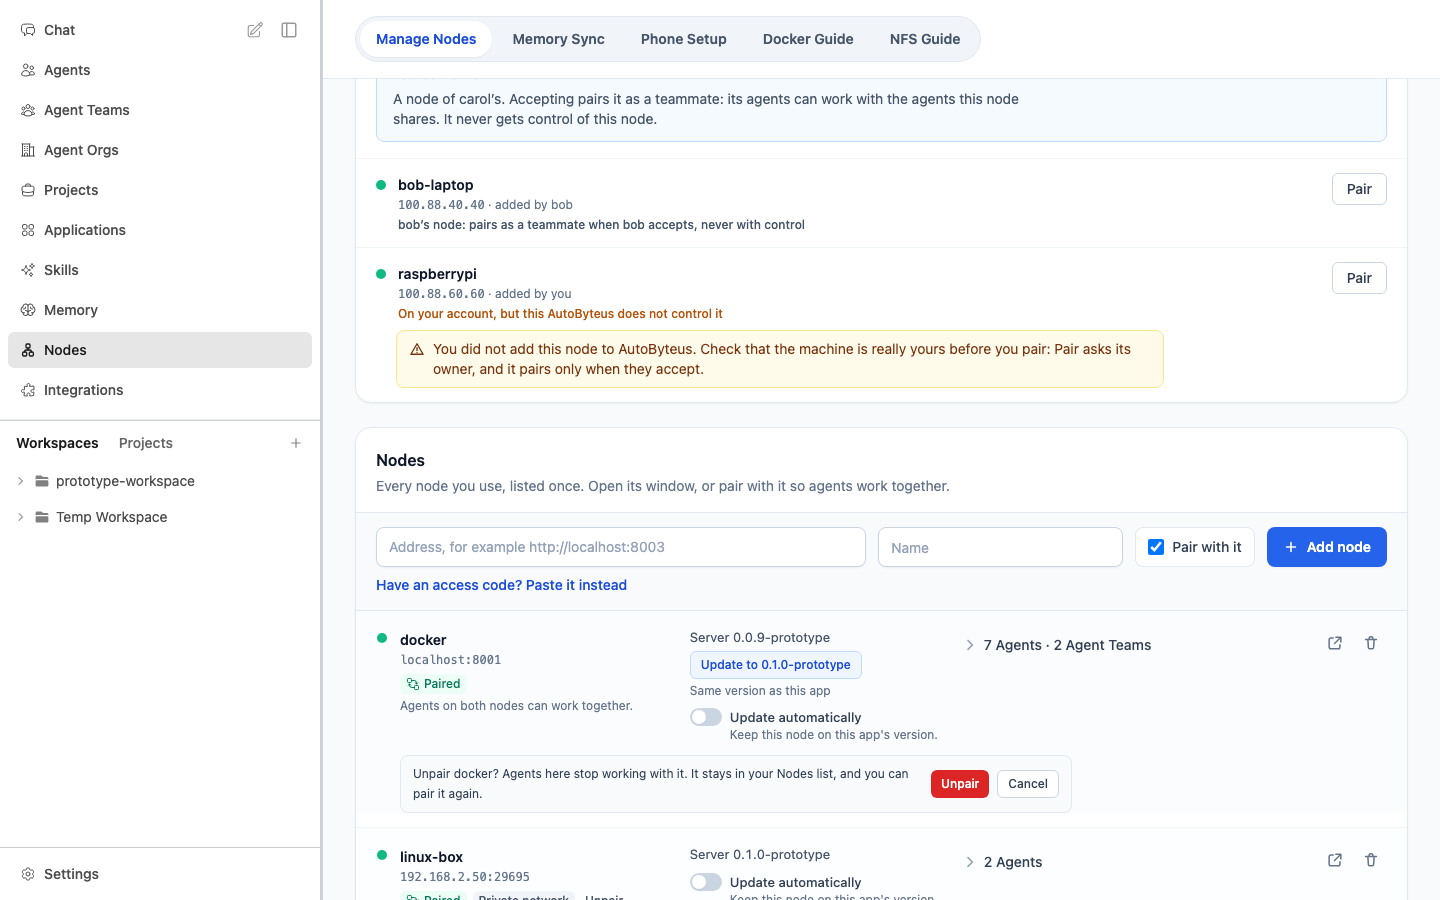 Chat
Agents
Agent Teams
Agent Orgs
Projects
Applications
Skills
Memory
Nodes
Integrations
Workspaces
Projects
prototype-workspace
Temp Workspace
Settings
Manage Nodes
Memory Sync
Phone Setup
Docker Guide
NFS Guide
A node of carol’s. Accepting pairs it as a teammate: its agents can work with the agents this node
shares. It never gets control of this node.
bob-laptop
100.88.40.40 · added by bob
bob’s node: pairs as a teammate when bob accepts, never with control
Pair
raspberrypi
100.88.60.60 · added by you
On your account, but this AutoByteus does not control it
Pair
You did not add this node to AutoByteus. Check that the machine is really yours before you pair: Pair asks its
owner, and it pairs only when they accept.
Nodes
Every node you use, listed once. Open its window, or pair with it so agents work together.
Address, for example http://localhost:8003
Name
Pair with it
+ Add node
Have an access code? Paste it instead
docker
localhost:8001
Paired
Agents on both nodes can work together.
Server 0.0.9-prototype
Update to 0.1.0-prototype
Same version as this app
Update automatically
Keep this node on this app's version.
7 Agents · 2 Agent Teams
Unpair docker? Agents here stop working with it. It stays in your Nodes list, and you can
pair it again.
Unpair
Cancel
linux-box
192.168.2.50:29695
Paired
Private network
Unpair
Server 0.1.0-prototype
Update automatically
Keep this node on this app's version.
2 Agents